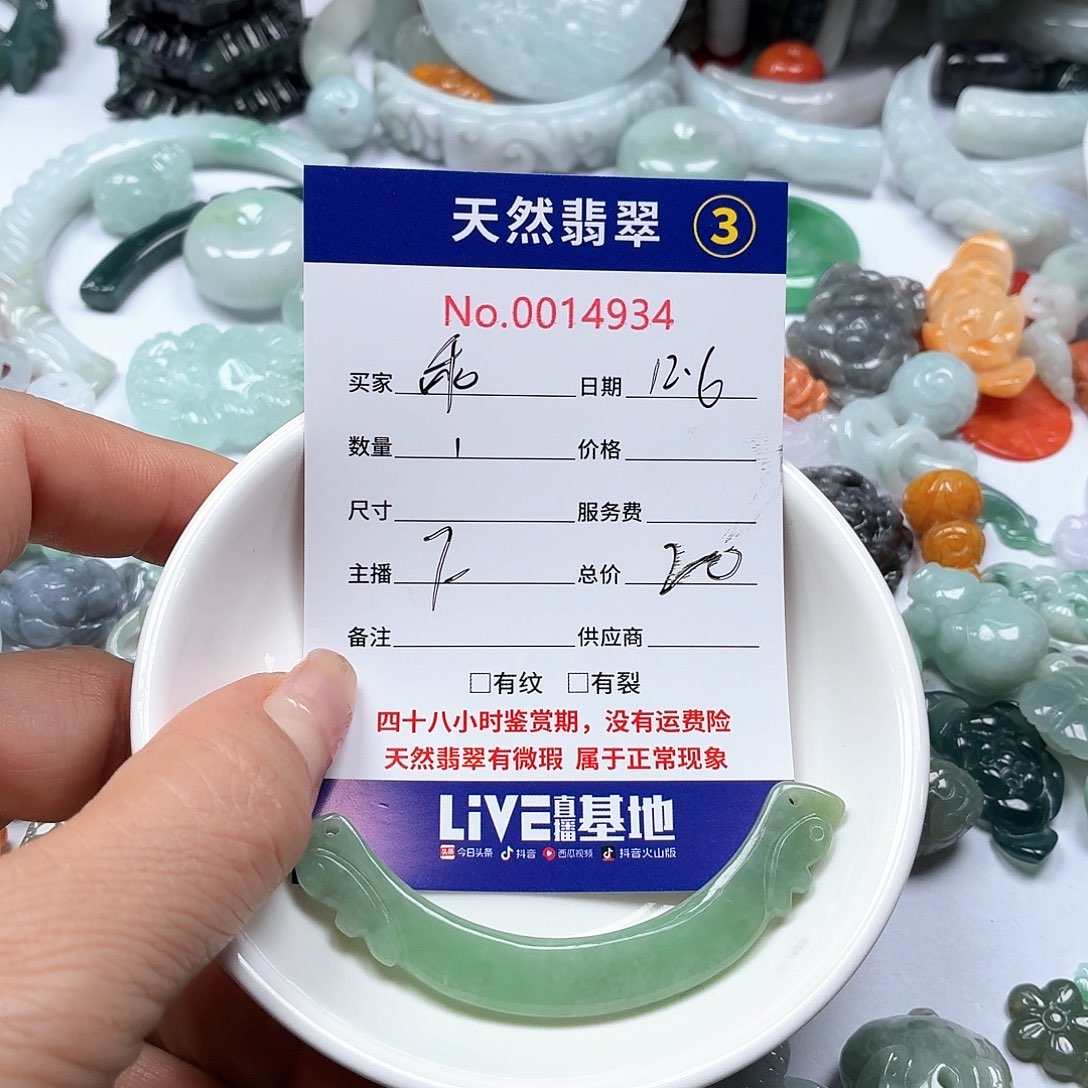 天然翡翠 3
No.0014934
买家 日期 12.6
数量 1 价格
尺寸 服务费
主播 总价 20
备注 供应商
□有纹 □有裂
四十八小时鉴赏期，没有运费险
天然翡翠有微瑕 属于正常现象
LiVE直播基地
头条 今日头条 抖音 西瓜视频 抖音火山版